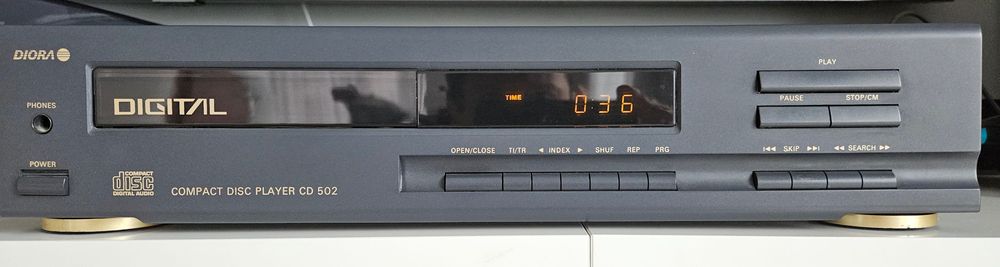 DIORA
PLAY
DIGITAL
TIME 0:36
PHONES
PAUSE STOP/CM
OPEN/CLOSE TI/TR ◄ INDEX ► SHUF REP PRG
I◄◄ SKIP ►►I ◄◄ SEARCH ►►
POWER
COMPACT
disc
DIGITAL AUDIO
COMPACT DISC PLAYER CD 502